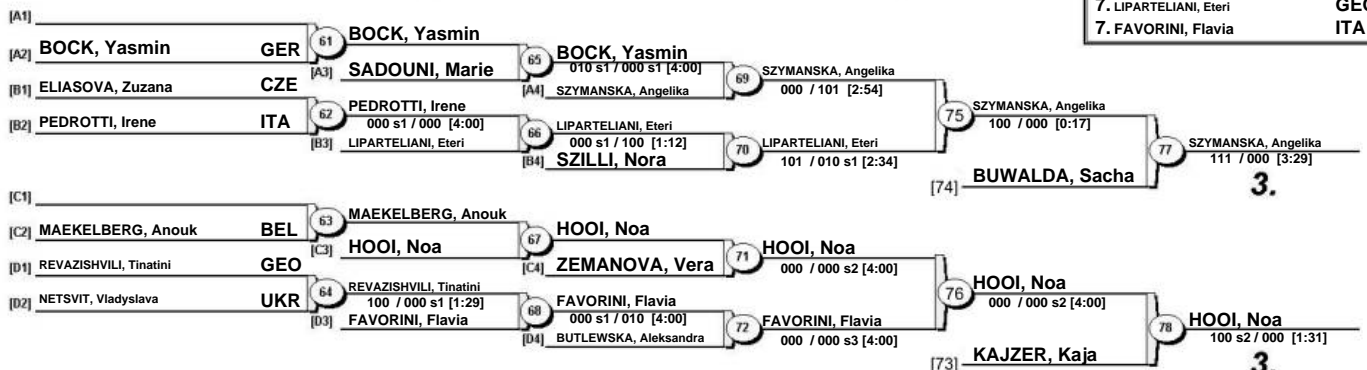 7. LIPARTELIANI, Eteri GEO
7. FAVORINI, Flavia ITA
[A1]
[A2] BOCK, Yasmin GER
61
BOCK, Yasmin
[A3] SADOUNI, Marie
65
BOCK, Yasmin
010 s1 / 000 s1 [4:00]
[A4] SZYMANSKA, Angelika
69
SZYMANSKA, Angelika
000 / 101 [2:54]
[B1] ELIASOVA, Zuzana CZE
[B2] PEDROTTI, Irene ITA
62
PEDROTTI, Irene
000 s1 / 000 [4:00]
[B3] LIPARTELIANI, Eteri
66
LIPARTELIANI, Eteri
000 s1 / 100 [1:12]
[B4] SZILLI, Nora
70
LIPARTELIANI, Eteri
101 / 010 s1 [2:34]
75
SZYMANSKA, Angelika
100 / 000 [0:17]
[74] BUWALDA, Sacha
77
SZYMANSKA, Angelika
111 / 000 [3:29]
3.
[C1]
[C2] MAEKELBERG, Anouk BEL
63
MAEKELBERG, Anouk
[C3] HOOI, Noa
67
HOOI, Noa
[C4] ZEMANOVA, Vera
71
HOOI, Noa
000 / 000 s2 [4:00]
[D1] REVAZISHVILI, Tinatini GEO
[D2] NETSVIT, Vladyslava UKR
64
REVAZISHVILI, Tinatini
100 / 000 s1 [1:29]
[D3] FAVORINI, Flavia
68
FAVORINI, Flavia
000 s1 / 010 [4:00]
[D4] BUTLEWSKA, Aleksandra
72
FAVORINI, Flavia
000 / 000 s3 [4:00]
76
HOOI, Noa
000 / 000 s2 [4:00]
[73] KAJZER, Kaja
78
HOOI, Noa
100 s2 / 000 [1:31]
3.